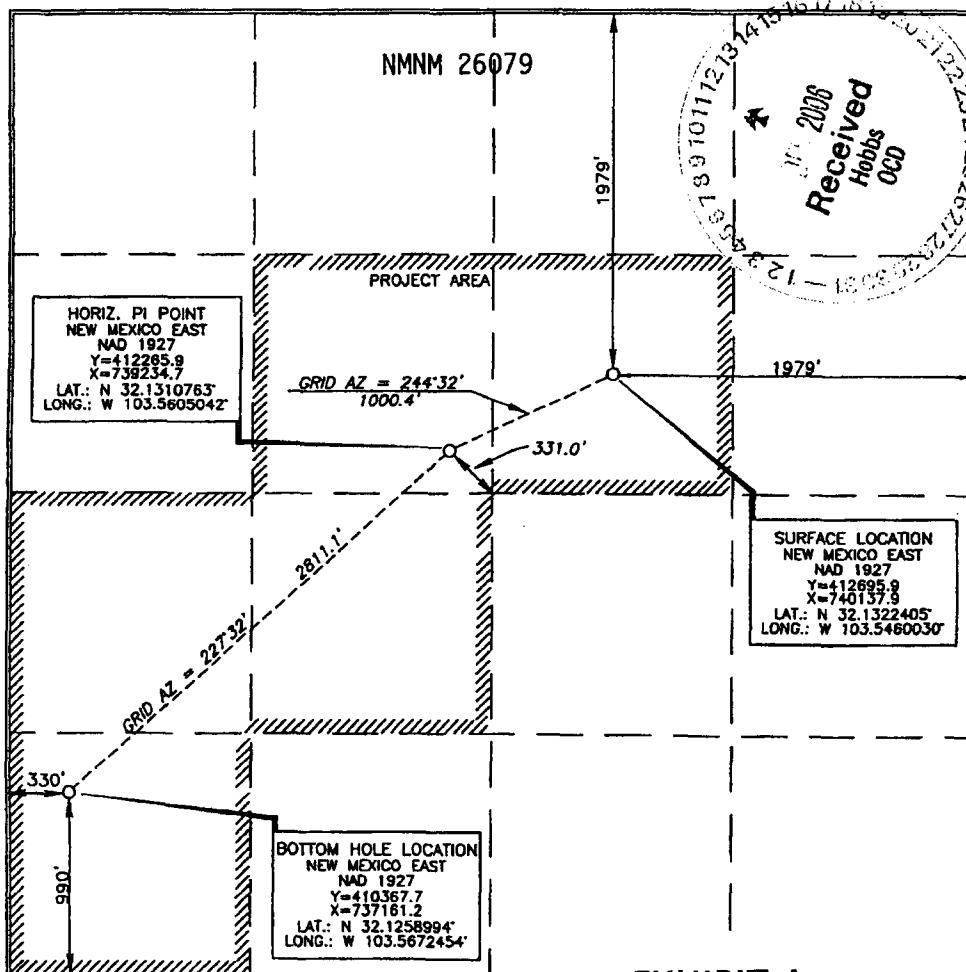 NMNM 26079
2006
Received
Hobbs
OCD
1979'
PROJECT AREA
HORIZ. PI POINT
NEW MEXICO EAST
NAD 1927
Y=412265.9
X=739234.7
LAT.: N 32.1310763°
LONG.: W 103.5605042°
GRID AZ = 244°32'
1000.4'
1979'
331.0'
2811.1'
GRID AZ = 227°32'
SURFACE LOCATION
NEW MEXICO EAST
NAD 1927
Y=412695.9
X=740137.9
LAT.: N 32.1322405°
LONG.: W 103.5460030°
330'
990'
BOTTOM HOLE LOCATION
NEW MEXICO EAST
NAD 1927
Y=410367.7
X=737161.2
LAT.: N 32.1258994°
LONG.: W 103.5672454°